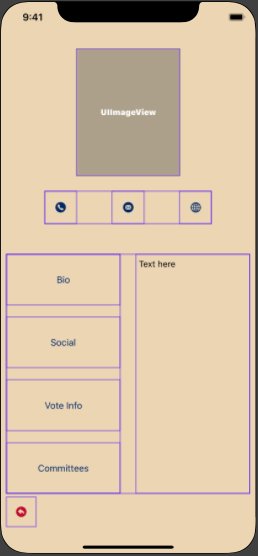 9:41
UIImageView
Bio
Text here
Social
Vote Info
Committees